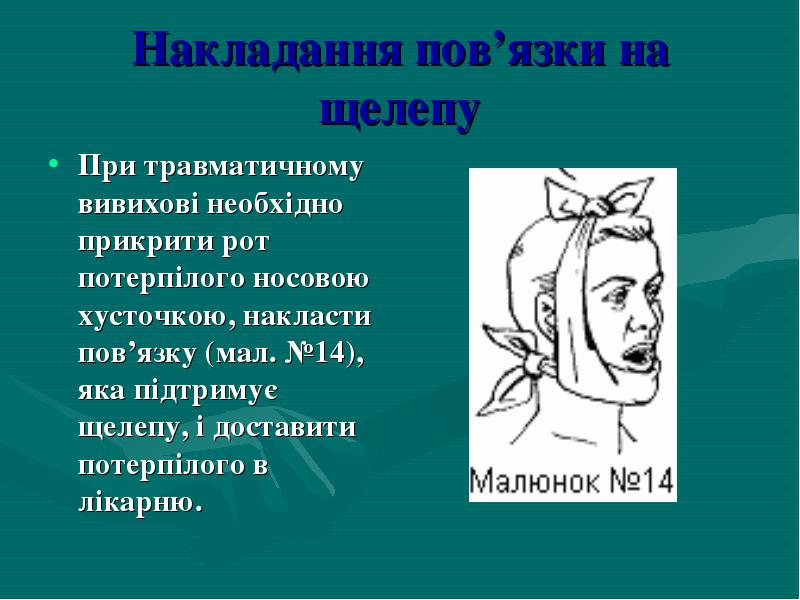 Накладання пов’язки на
щелепу
• При травматичному
вивихові необхідно
прикрити рот
потерпілого носовою
хусточкою, накласти
пов’язку (мал. №14),
яка підтримує
щелепу, і доставити
потерпілого в
лікарню.
Малюнок №14